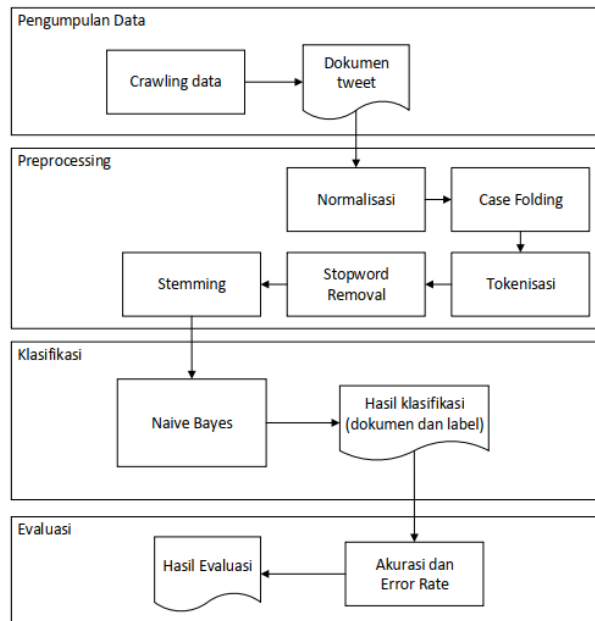 Pengumpulan Data
Crawling data
Dokumen
tweet
Preprocessing
Normalisasi
Case Folding
Tokenisasi
Stopword
Removal
Stemming
Klasifikasi
Naive Bayes
Hasil klasifikasi
(dokumen dan label)
Evaluasi
Akurasi dan
Error Rate
Hasil Evaluasi